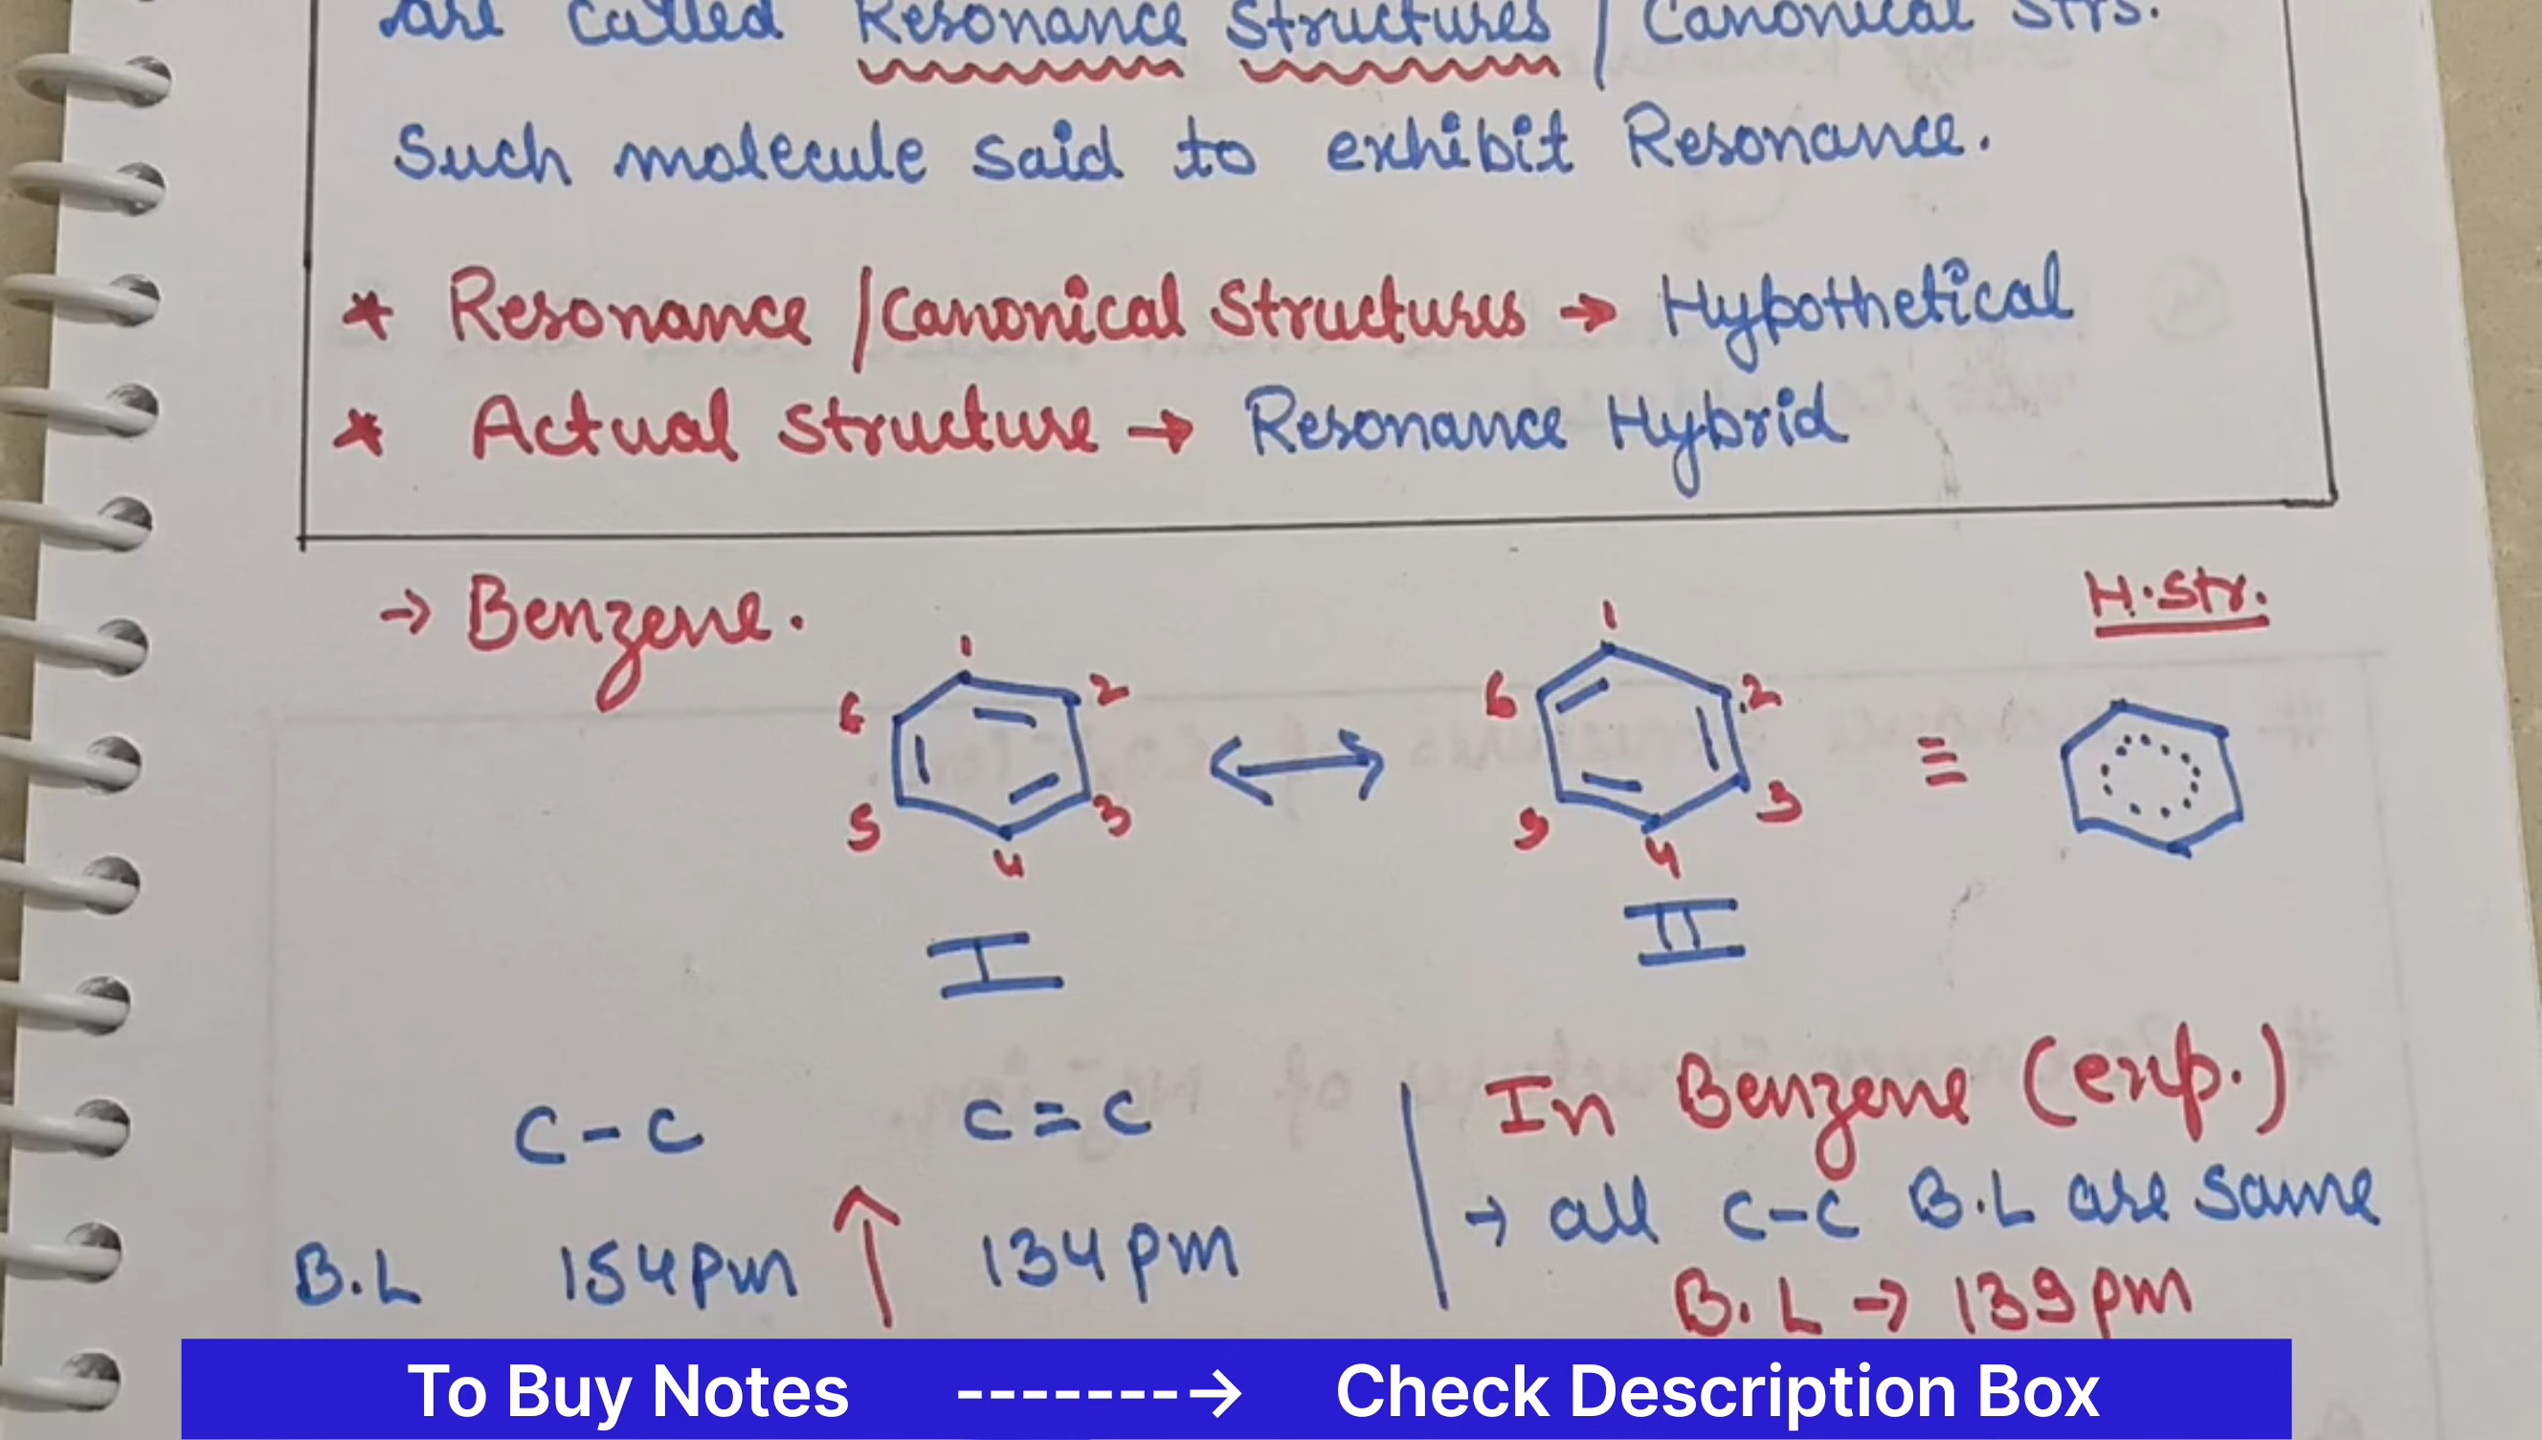 are called Resonance Structures / Canonical Strs.
Such molecule said to exhibit Resonance.
* Resonance / Canonical Structures → Hypothetical
* Actual Structure → Resonance Hybrid
→ Benzene.
H. Str.
1 2 3 4 5 6
↔
1 2 3 4 5 6
≡
I
II
C-C C=C
B.L 154pm ↑ 134pm
In Benzene (exp.)
→ all C-C B.L are same
B.L → 139pm
To Buy Notes -------→ Check Description Box